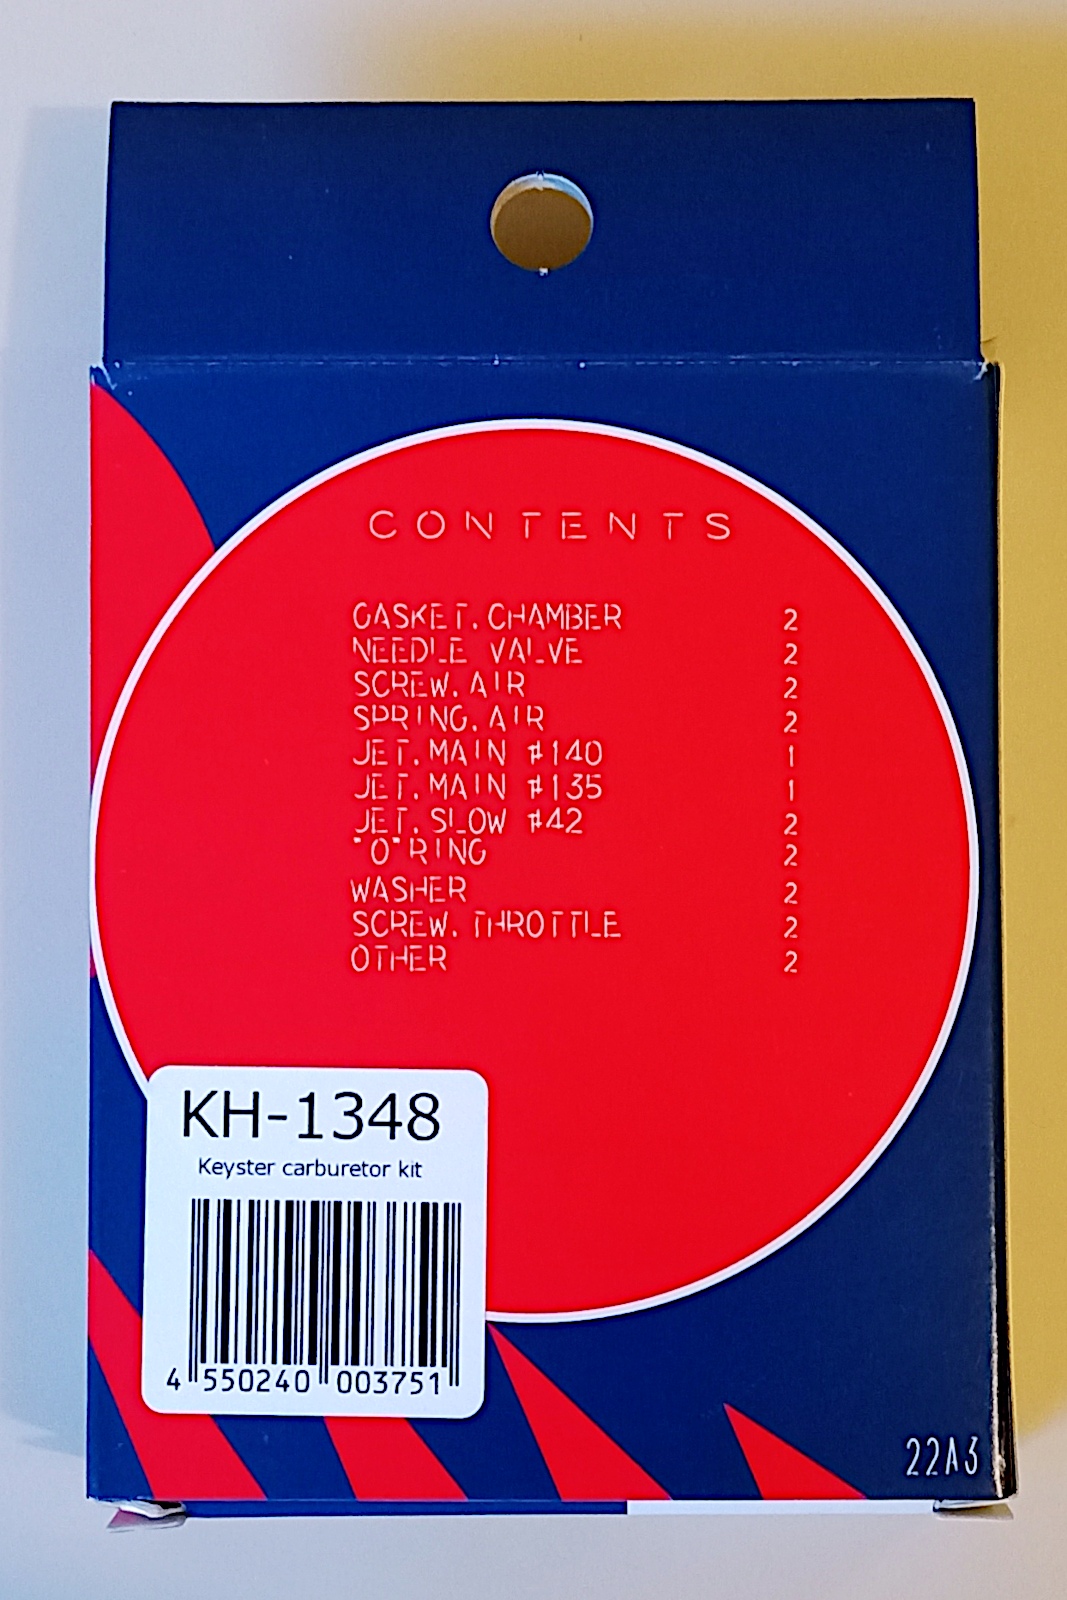 CONTENTS
GASKET, CHAMBER 2
NEEDLE VALVE 2
SCREW, AIR 2
SPRING, AIR 2
JET, MAIN #140 1
JET, MAIN #135 1
JET, SLOW #42 2
"O"RING 2
WASHER 2
SCREW, THROTTLE 2
OTHER 2
KH-1348
Keyster carburetor kit
4 550240 003751
22A3